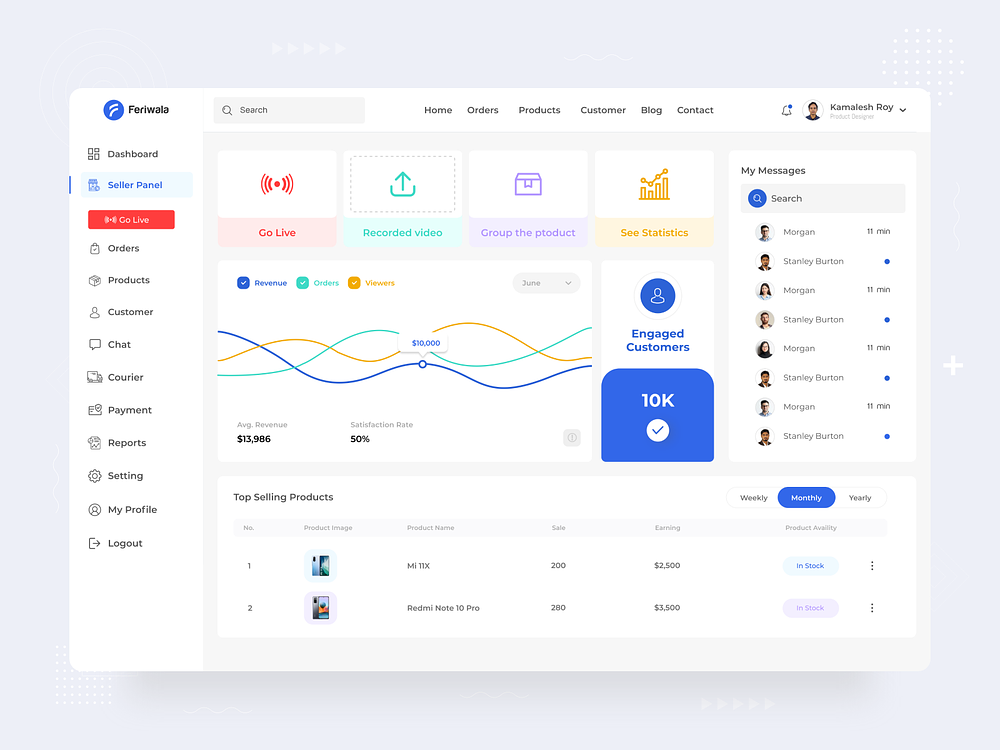 Feriwala
Search
Home
Orders
Products
Customer
Blog
Contact
Kamalesh Roy
Product Designer
Dashboard
Seller Panel
Go Live
Orders
Products
Customer
Chat
Courier
Payment
Reports
Setting
My Profile
Logout
Go Live
Recorded video
Group the ptoduct
See Statistics
Revenue
Orders
Viewers
June
$10,000
Avg. Revenue
$13,986
Satisfaction Rate
50%
Engaged
Customers
10K
My Messages
Search
Morgan 11 min
Stanley Burton
Morgan 11 min
Stanley Burton
Morgan 11 min
Stanley Burton
Morgan 11 min
Stanley Burton
Top Selling Products
Weekly
Monthly
Yearly
No. Product Image Product Name Sale Earning Product Availity
1 Mi 11X 200 $2,500 In Stock
2 Redmi Note 10 Pro 280 $3,500 In Stock